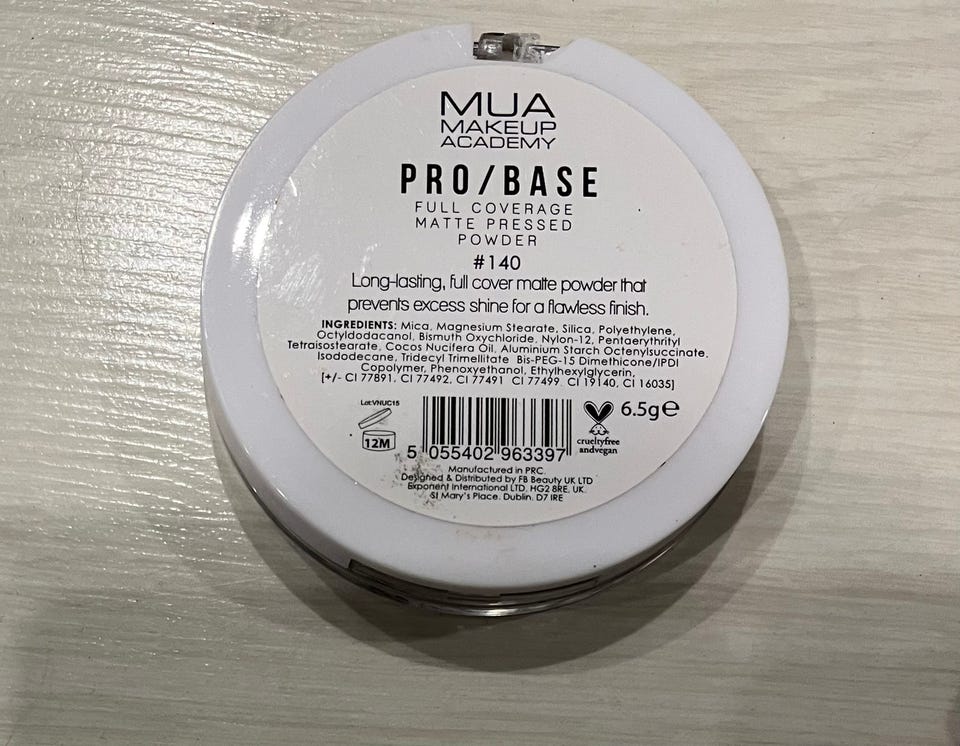 MUA
MAKEUP
ACADEMY
PRO/BASE
FULL COVERAGE
MATTE PRESSED
POWDER
#140
Long-lasting, full cover matte powder that
prevents excess shine for a flawless finish.
INGREDIENTS: Mica, Magnesium Stearate, Silica, Polyethylene,
Octyldodacanol, Bismuth Oxychloride, Nylon-12, Pentaerythrityl
Tetraisostearate, Cocos Nucifera Oil, Aluminium Starch Octenylsuccinate,
Isododecane, Tridecyl Trimellitate Bis-PEG-15 Dimethicone/IPDI
Copolymer, Phenoxyethanol, Ethylhexylglycerin,
[+/- CI 77891, CI 77492, CI 77491 CI 77499, CI 19140, CI 16035]
Lot:VNUC15
12M
5 055402 963397
crueltyfree
andvegan
6.5g℮
Manufactured in PRC.
Designed & Distributed by FB Beauty UK LTD
Exponent International LTD, HG2 8RE, UK.
St Mary's Place, Dublin, D7 IRE